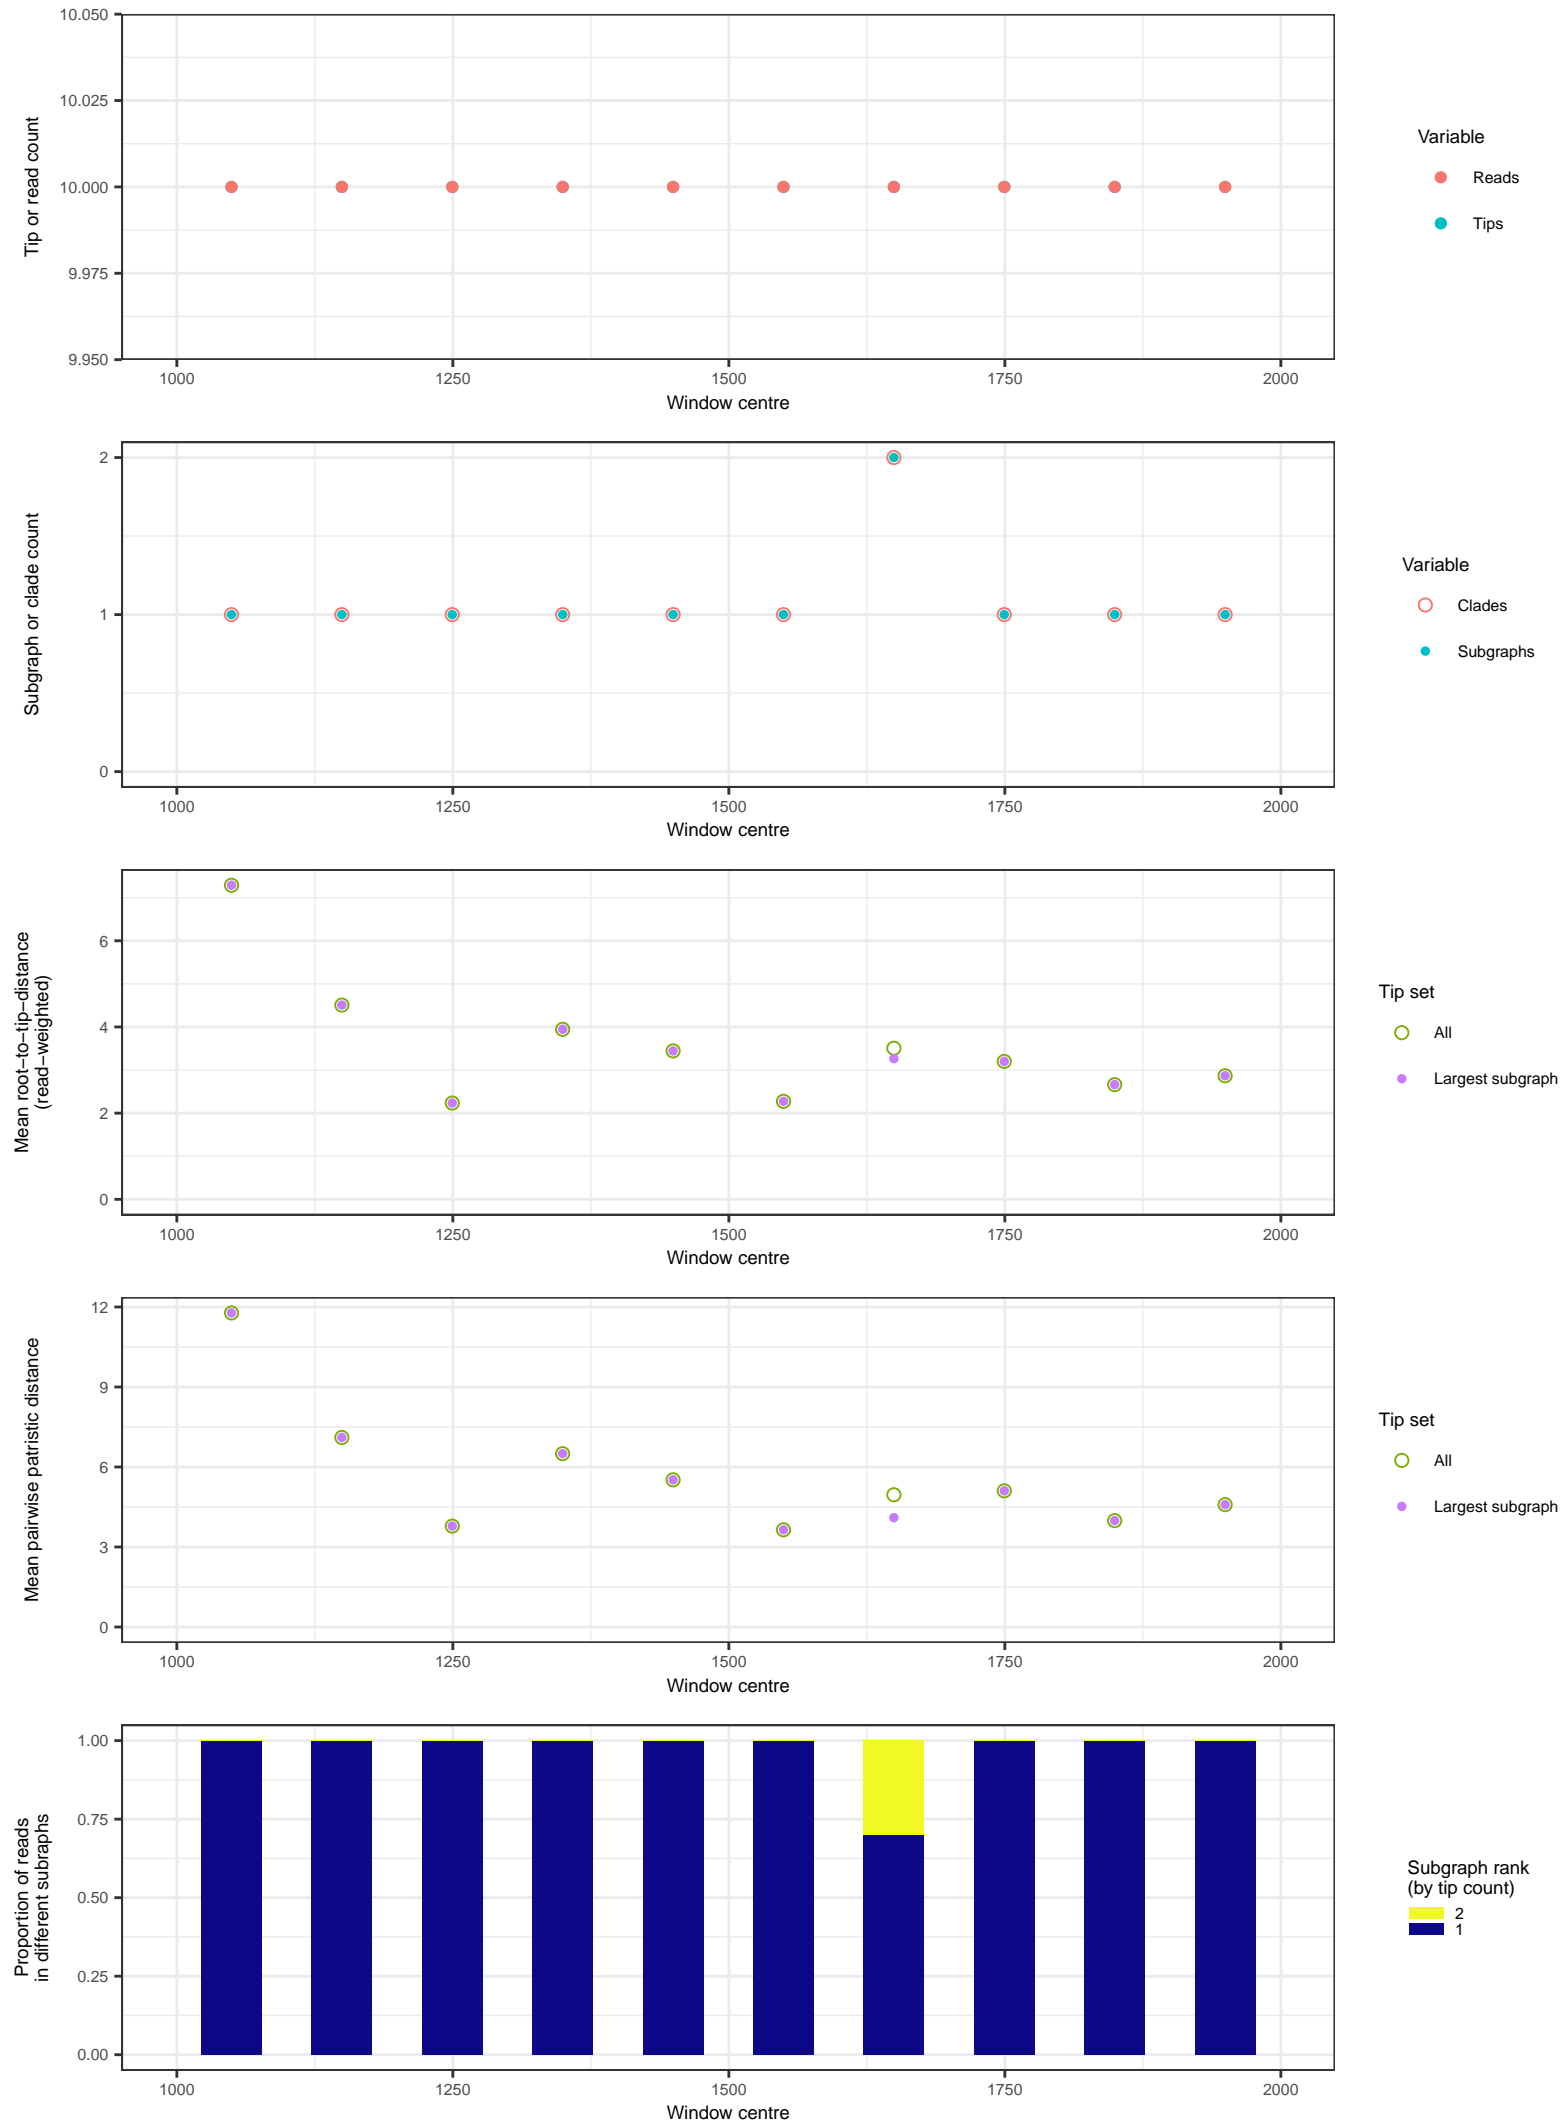 10.050
10.025
10.000
9.975
9.950
Tip or read count
1000 1250 1500 1750 2000
Window centre
Variable
Reads
Tips
2
1
0
Subgraph or clade count
1000 1250 1500 1750 2000
Window centre
Variable
Clades
Subgraphs
6
4
2
0
Mean root−to−tip−distance
(read−weighted)
1000 1250 1500 1750 2000
Window centre
Tip set
All
Largest subgraph
12
9
6
3
0
Mean pairwise patristic distance
1000 1250 1500 1750 2000
Window centre
Tip set
All
Largest subgraph
1.00
0.75
0.50
0.25
0.00
Proportion of reads
in different subraphs
1000 1250 1500 1750 2000
Window centre
Subgraph rank
(by tip count)
2
1